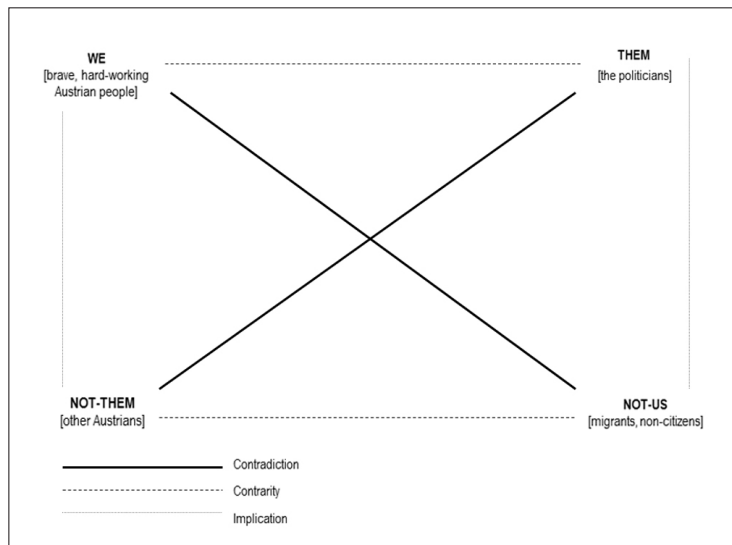 WE
[brave, hard-working
Austrian people]
THEM
[the politicians]
NOT-THEM
[other Austrians]
NOT-US
[migrants, non-citizens]
Contradiction
Contrarity
Implication